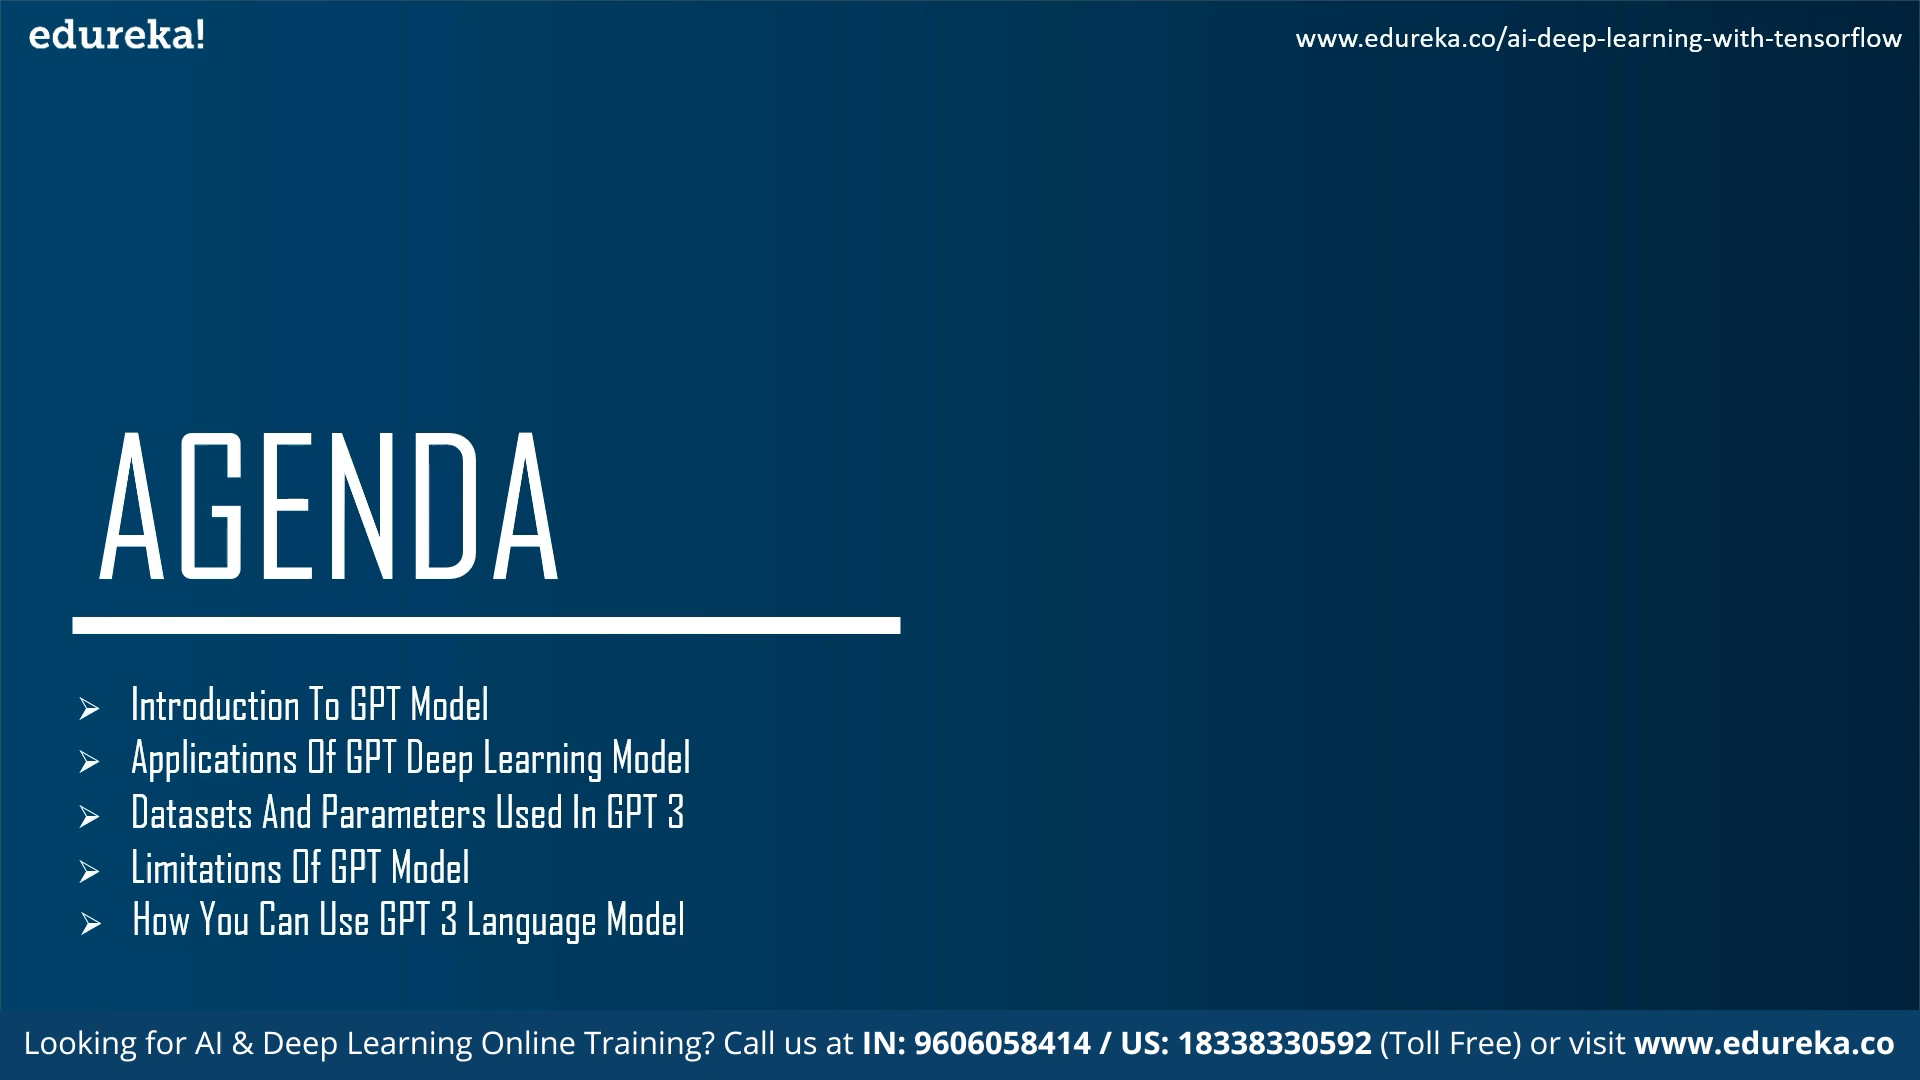 edureka!
www.edureka.co/ai-deep-learning-with-tensorflow
AGENDA
➢ Introduction To GPT Model
➢ Applications Of GPT Deep Learning Model
➢ Datasets And Parameters Used In GPT 3
➢ Limitations Of GPT Model
➢ How You Can Use GPT 3 Language Model
Looking for AI & Deep Learning Online Training? Call us at IN: 9606058414 / US: 18338330592 (Toll Free) or visit www.edureka.co